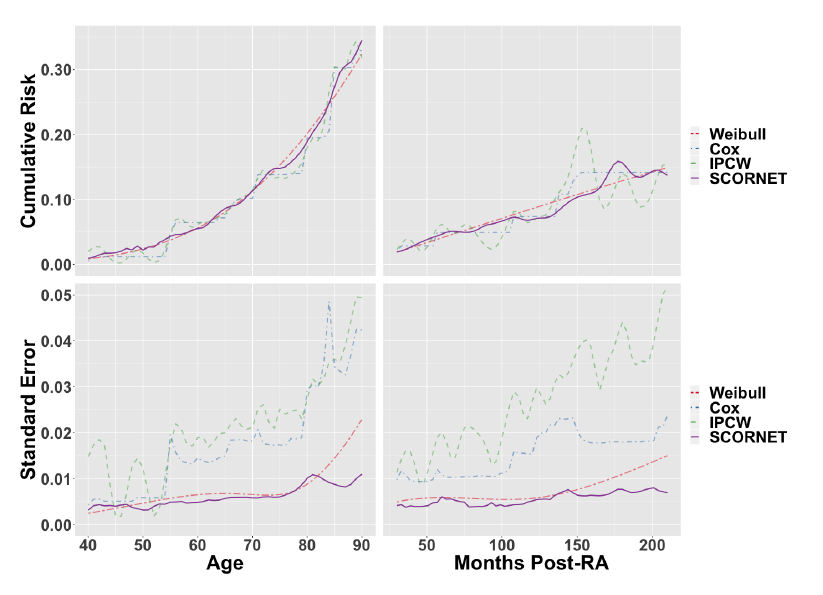 Cumulative Risk
0.30
0.20
0.10
0.00
Weibull
Cox
IPCW
SCORNET
Standard Error
0.05
0.04
0.03
0.02
0.01
0.00
40 50 60 70 80 90
Age
50 100 150 200
Months Post-RA
Weibull
Cox
IPCW
SCORNET